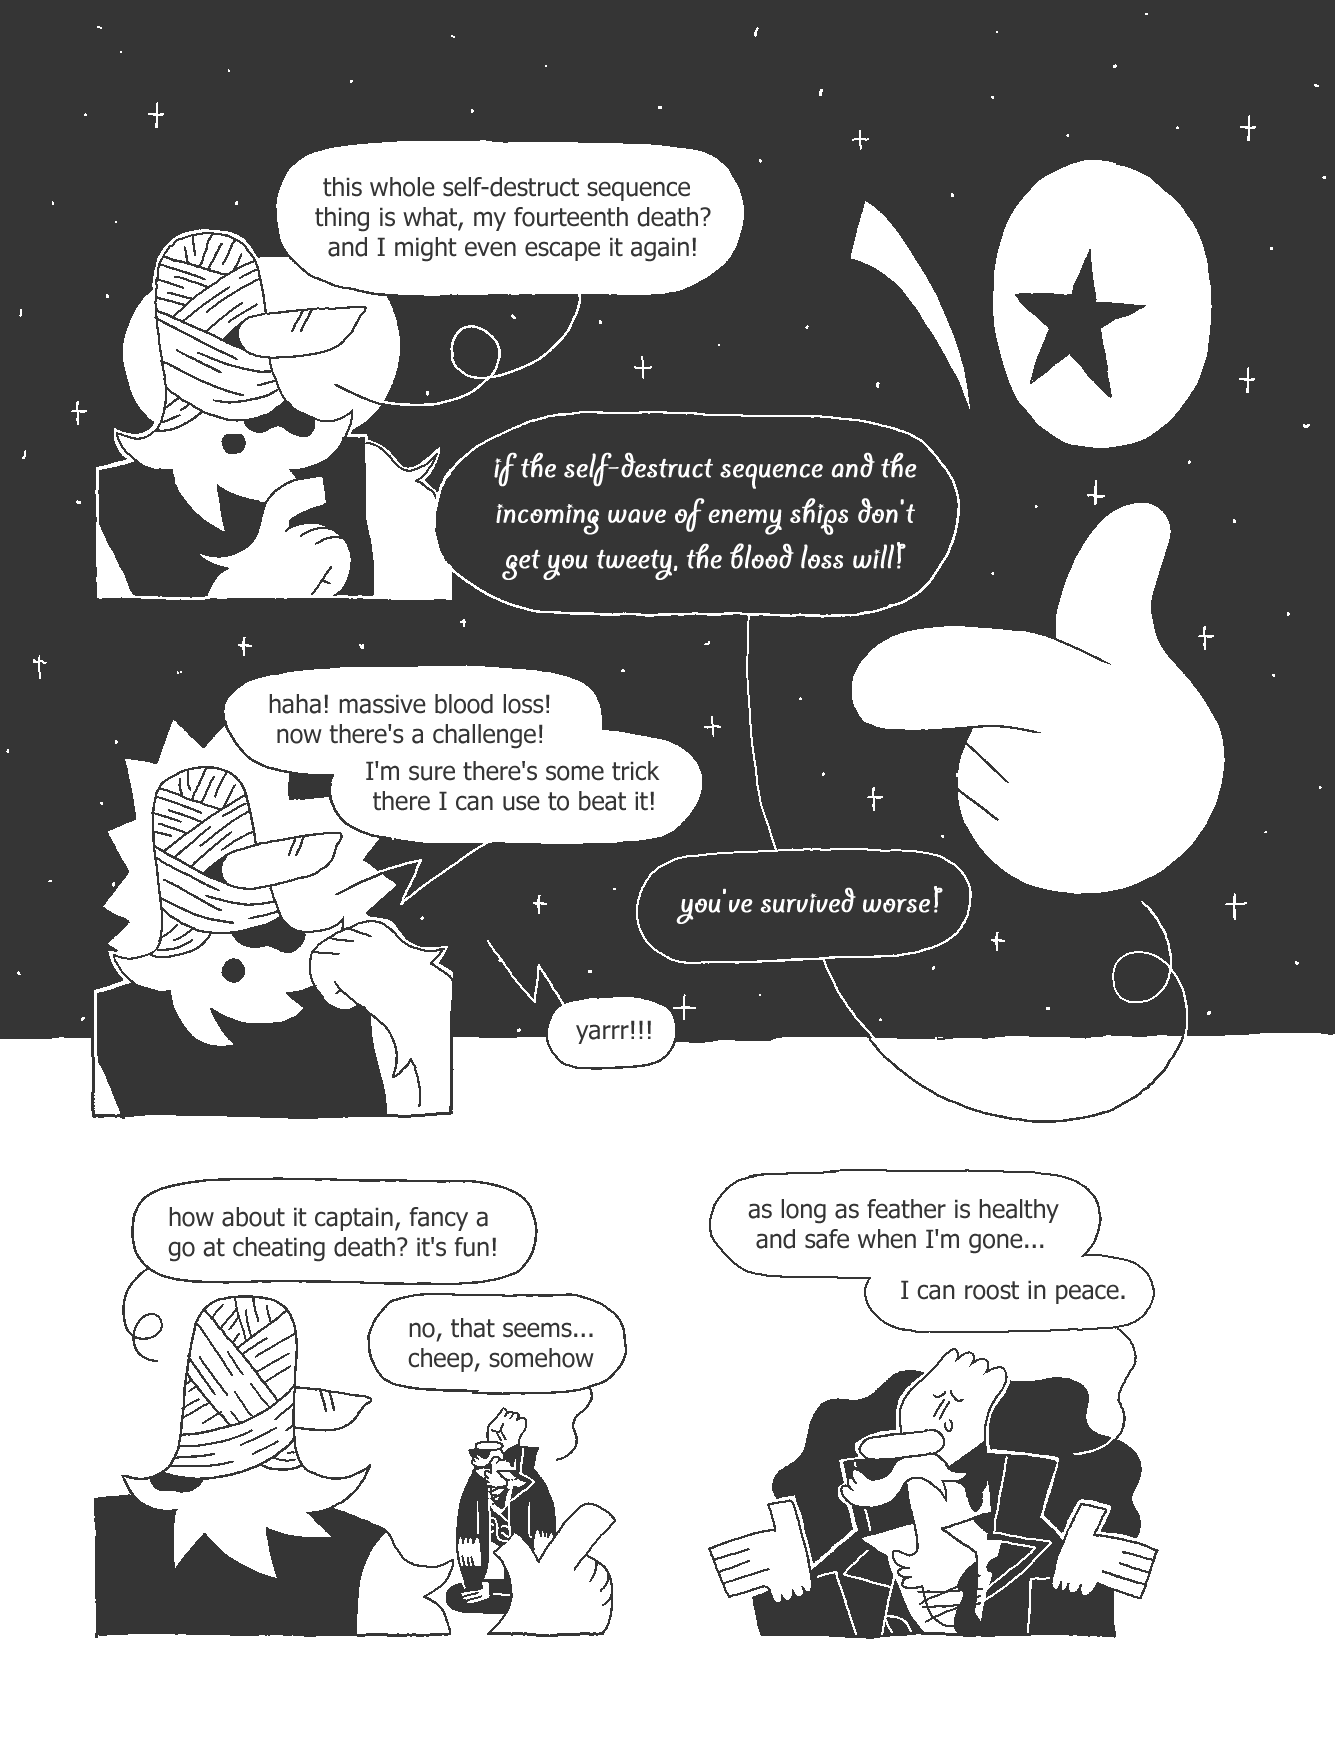 this whole self-destruct sequence
thing is what, my fourteenth death?
and I might even escape it again!
if the self-destruct sequence and the
incoming wave of enemy ships don't
get you tweety, the blood loss will!
haha! massive blood loss!
now there's a challenge!
I'm sure there's some trick
there I can use to beat it!
you've survived worse!
yarrr!!!
how about it captain, fancy a
go at cheating death? it's fun!
no, that seems...
cheep, somehow
as long as feather is healthy
and safe when I'm gone...
I can roost in peace.